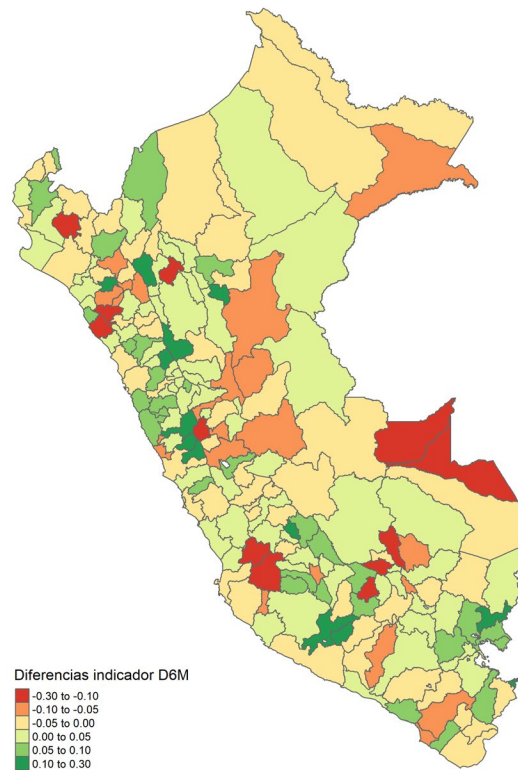 Diferencias indicador D6M
-0.30 to -0.10
-0.10 to -0.05
-0.05 to 0.00
0.00 to 0.05
0.05 to 0.10
0.10 to 0.30